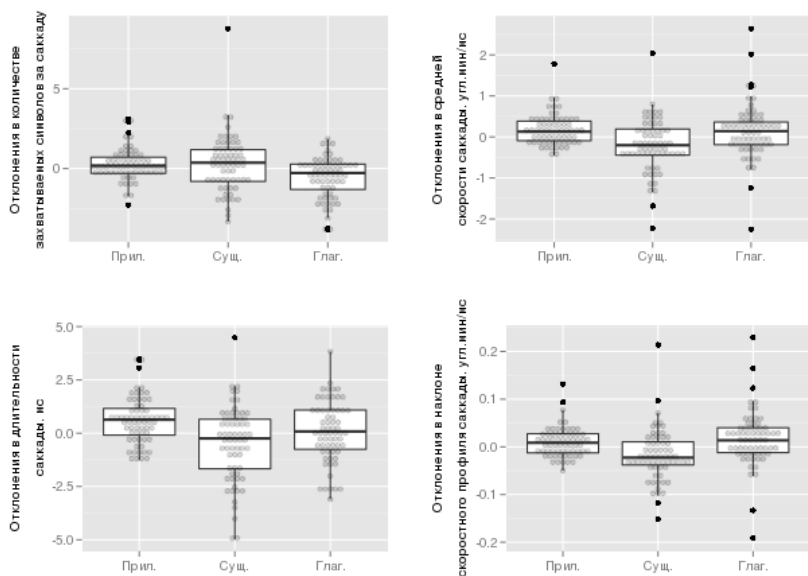 Отклонения в количестве
захватываемых символов за саккаду
5
0
Прил.
Сущ.
Глаг.
Отклонения в средней
скорости саккады, угл.мин/мс
2
1
0
-1
-2
Прил.
Сущ.
Глаг.
Отклонения в длительности
саккады, мс
5.0
2.5
0.0
-2.5
-5.0
Прил.
Сущ.
Глаг.
Отклонения в наклоне
скоростного профиля саккады, угл.мин/мс
0.2
0.1
0.0
-0.1
-0.2
Прил.
Сущ.
Глаг.